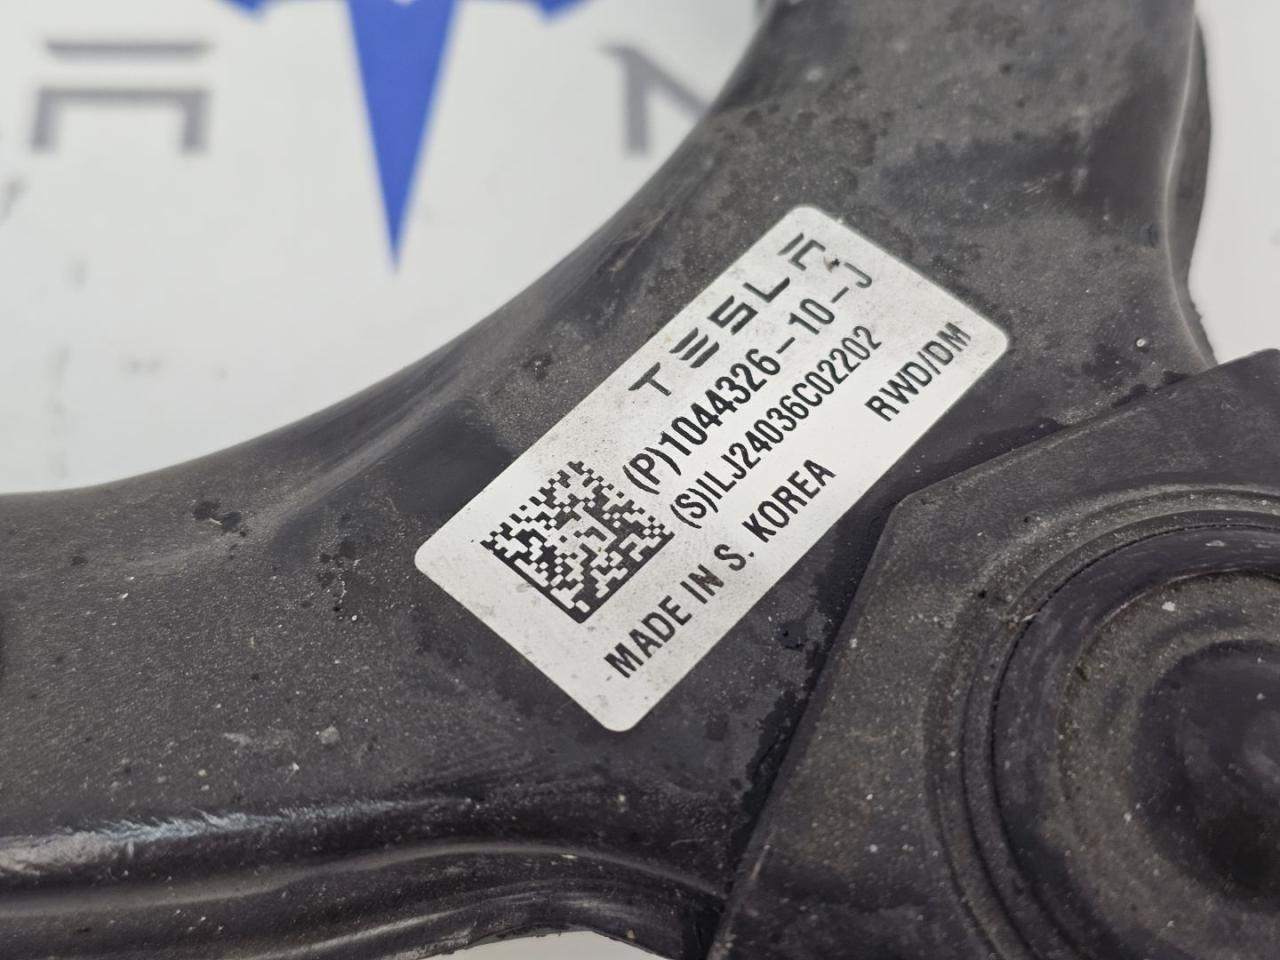 TESLA
(P)1044326-10-J
(S)ILJ24036C02202
RWD/DM
MADE IN S. KOREA